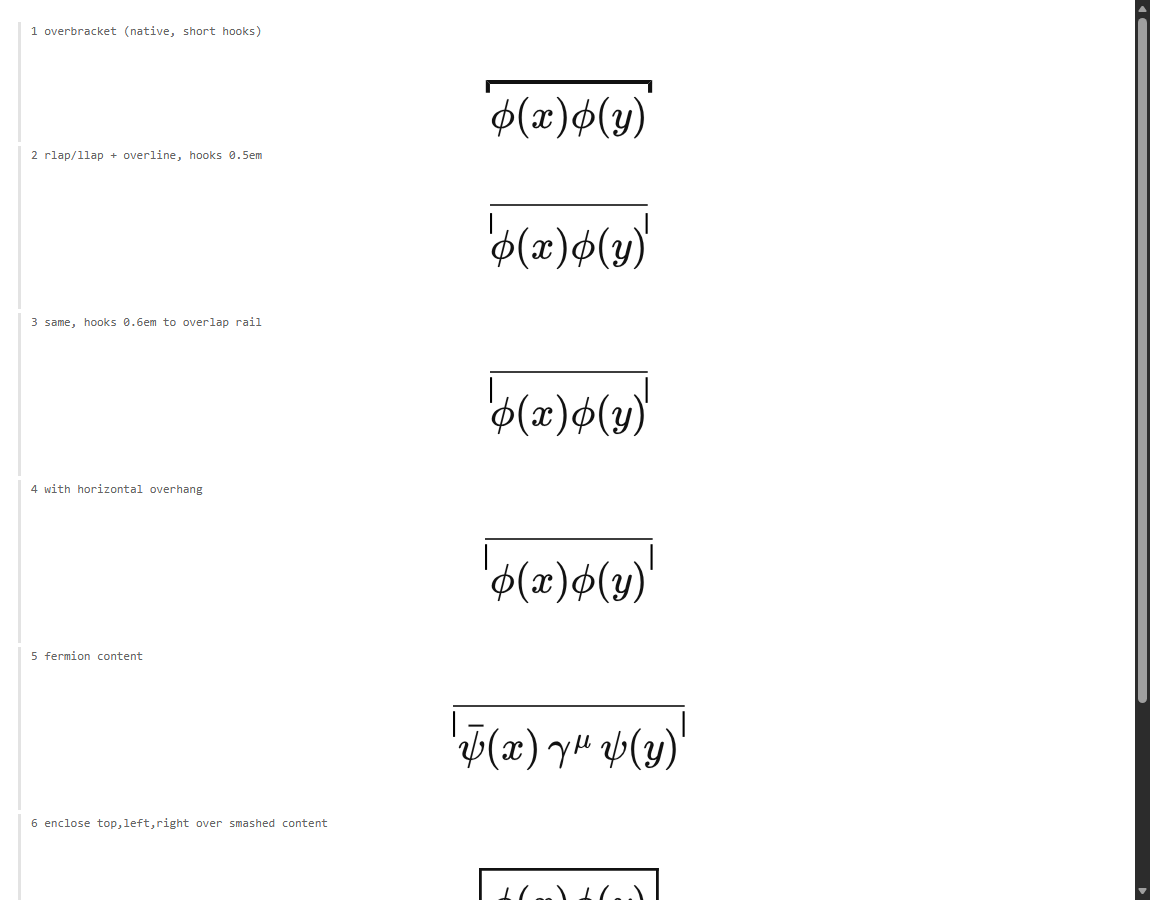 1 overbracket (native, short hooks)
ϕ(x)ϕ(y)
2 rlap/llap + overline, hooks 0.5em
ϕ(x)ϕ(y)
3 same, hooks 0.6em to overlap rail
ϕ(x)ϕ(y)
4 with horizontal overhang
ϕ(x)ϕ(y)
5 fermion content
ψ̄(x) γ^μ ψ(y)
6 enclose top,left,right over smashed content
ϕ(x)ϕ(y)